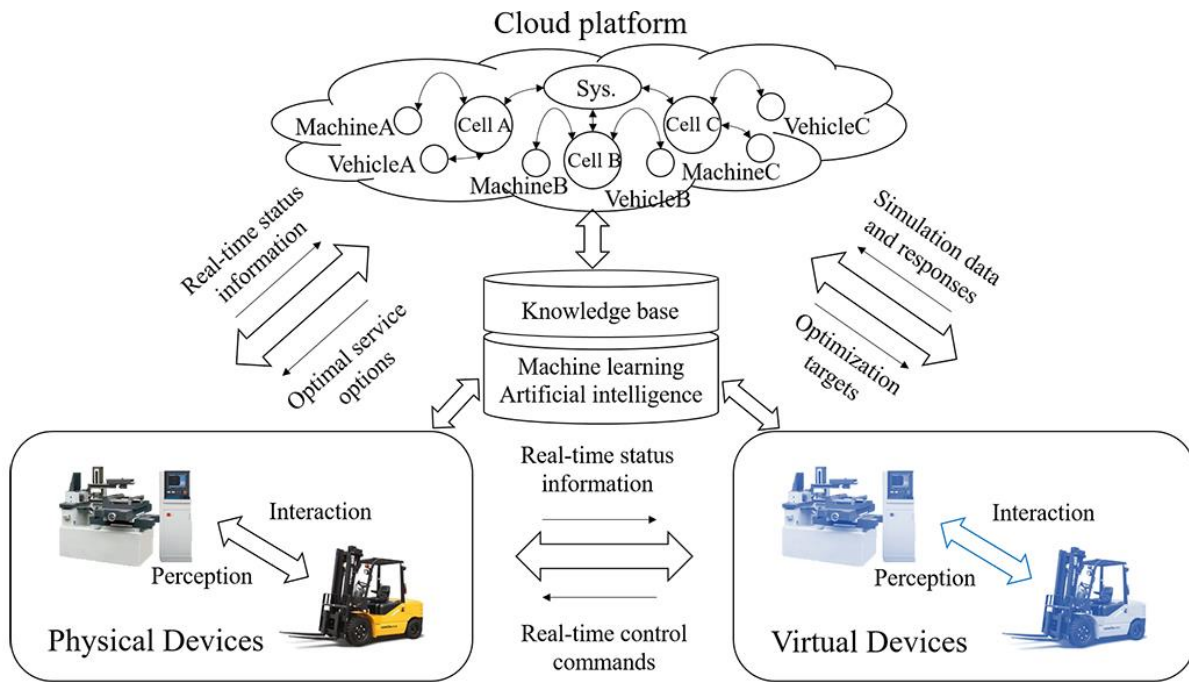 Cloud platform
Sys.
MachineA
Cell A
Cell C
VehicleC
VehicleA
Cell B
MachineB
MachineC
VehicleB
Real-time status
information
Optimal service
options
Simulation data
and responses
Optimization
targets
Knowledge base
Machine learning
Artificial intelligence
Real-time status
information
Real-time control
commands
Interaction
Perception
Physical Devices
Interaction
Perception
Virtual Devices